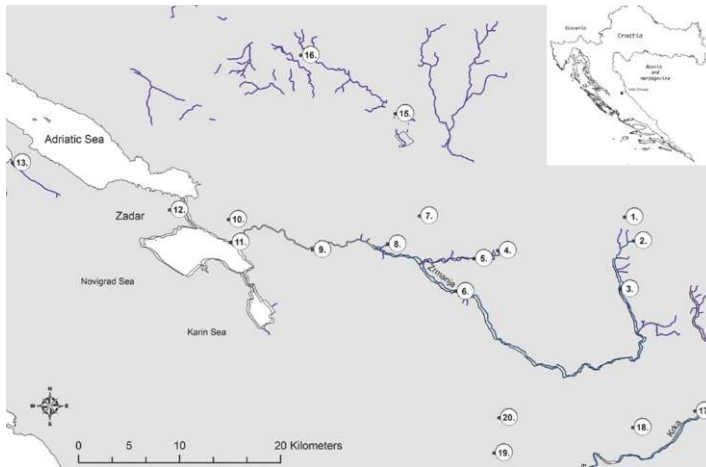 Slovenia
Croatia
Bosnia
and
Herzegovina
16.
15.
Adriatic Sea
13.
Zadar
12.
10.
7.
1.
11.
9.
8.
4.
2.
5.
Zrmanja
Novigrad Sea
6.
3.
Karin Sea
N
W
E
S
20.
18.
Krka
17
19.
0 5 10 20 Kilometers